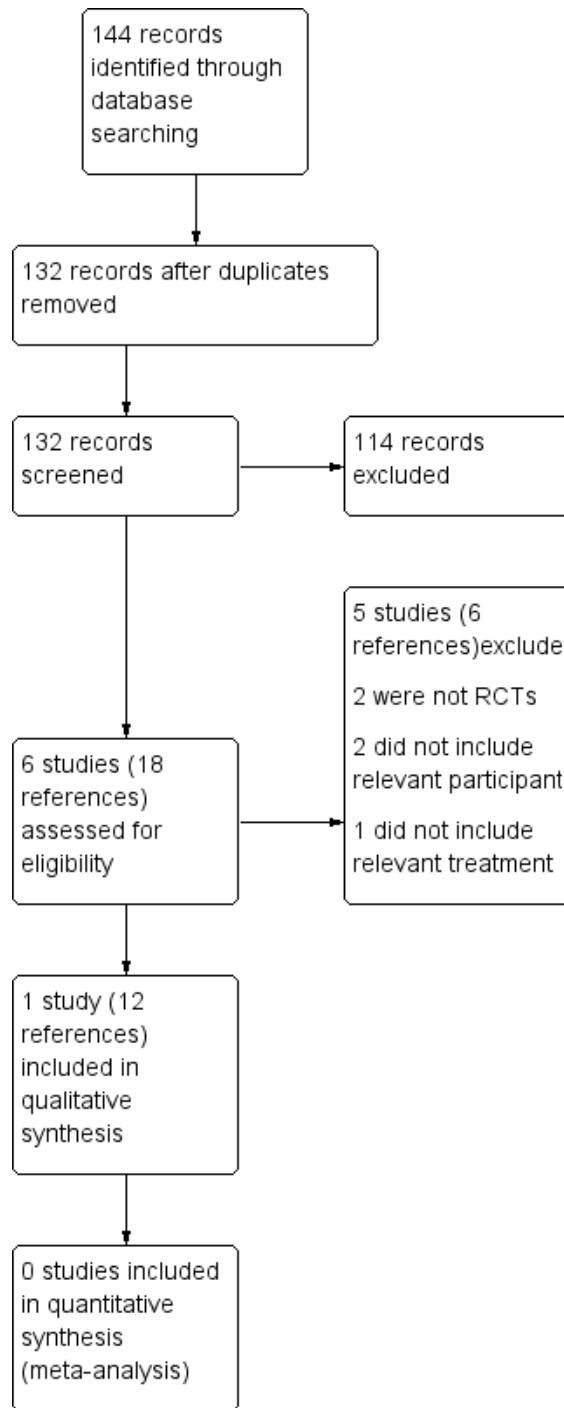 144 records
identified through
database
searching
132 records after duplicates
removed
132 records
screened
114 records
excluded
5 studies (6
references)exclude
2 were not RCTs
2 did not include
relevant participant
1 did not include
relevant treatment
6 studies (18
references)
assessed for
eligibility
1 study (12
references)
included in
qualitative
synthesis
0 studies included
in quantitative
synthesis
(meta-analysis)